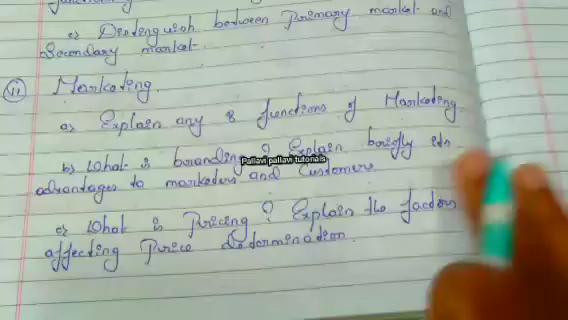 c) Distinguish between Primary market and
Secondary market.
11 Marketing.
a) Explain any 8 functions of Marketing.
b) What is branding? Explain briefly its
advantages to marketers and Customers.
c) What is Pricing? Explain the factors
affecting Price determination.
Pallavi pallavi tutorials